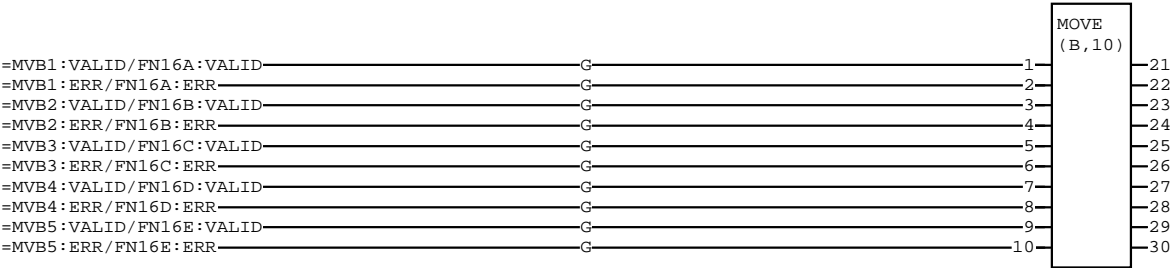 MOVE
(B,10)
=MVB1:VALID/FN16A:VALID G 1 21
=MVB1:ERR/FN16A:ERR G 2 22
=MVB2:VALID/FN16B:VALID G 3 23
=MVB2:ERR/FN16B:ERR G 4 24
=MVB3:VALID/FN16C:VALID G 5 25
=MVB3:ERR/FN16C:ERR G 6 26
=MVB4:VALID/FN16D:VALID G 7 27
=MVB4:ERR/FN16D:ERR G 8 28
=MVB5:VALID/FN16E:VALID G 9 29
=MVB5:ERR/FN16E:ERR G 10 30